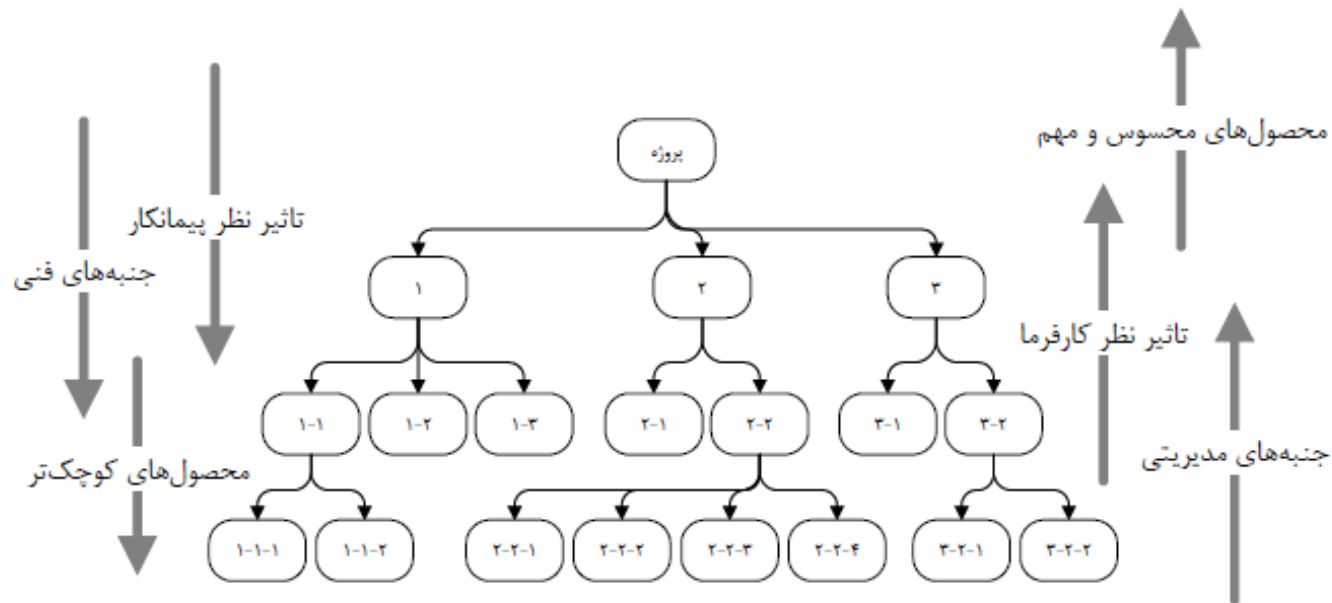 محصول‌های محسوس و مهم
پروژه
تاثیر نظر پیمانکار
جنبه‌های فنی
۱
۲
۳
تاثیر نظر کارفرما
۱-۱
۱-۲
۱-۳
۲-۱
۲-۲
۳-۱
۳-۲
جنبه‌های مدیریتی
محصول‌های کوچک‌تر
۱-۱-۱
۱-۱-۲
۲-۲-۱
۲-۲-۲
۲-۲-۳
۲-۲-۴
۳-۲-۱
۳-۲-۲